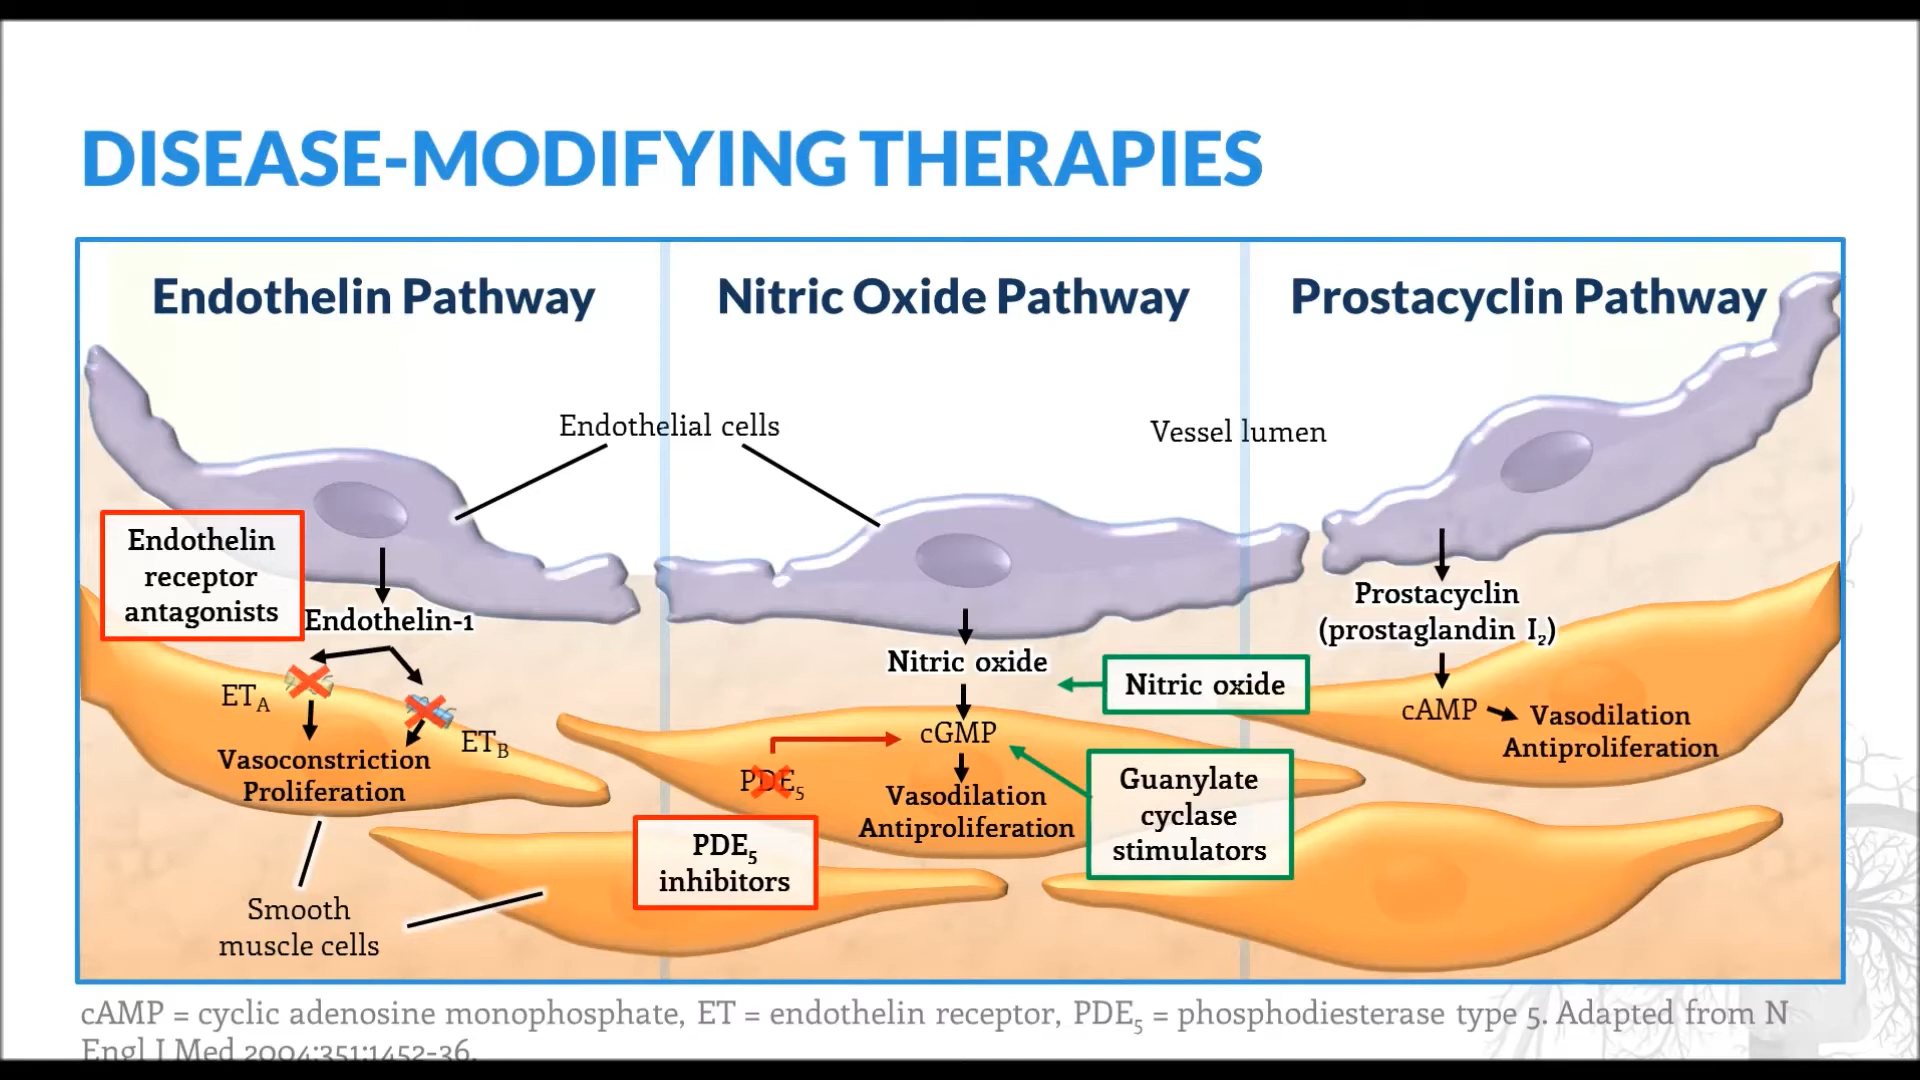 DISEASE-MODIFYING THERAPIES
Endothelin Pathway
Nitric Oxide Pathway
Prostacyclin Pathway
Endothelial cells
Vessel lumen
Endothelin
receptor
antagonists
Endothelin-1
ET_A
ET_B
Vasoconstriction
Proliferation
Smooth
muscle cells
Nitric oxide
Nitric oxide
cGMP
PDE₅
Vasodilation
Antiproliferation
PDE₅
inhibitors
Guanylate
cyclase
stimulators
Prostacyclin
(prostaglandin I₂)
cAMP
Vasodilation
Antiproliferation
cAMP = cyclic adenosine monophosphate, ET = endothelin receptor, PDE₅ = phosphodiesterase type 5. Adapted from N
Engl J Med 2004;351:1452-36.